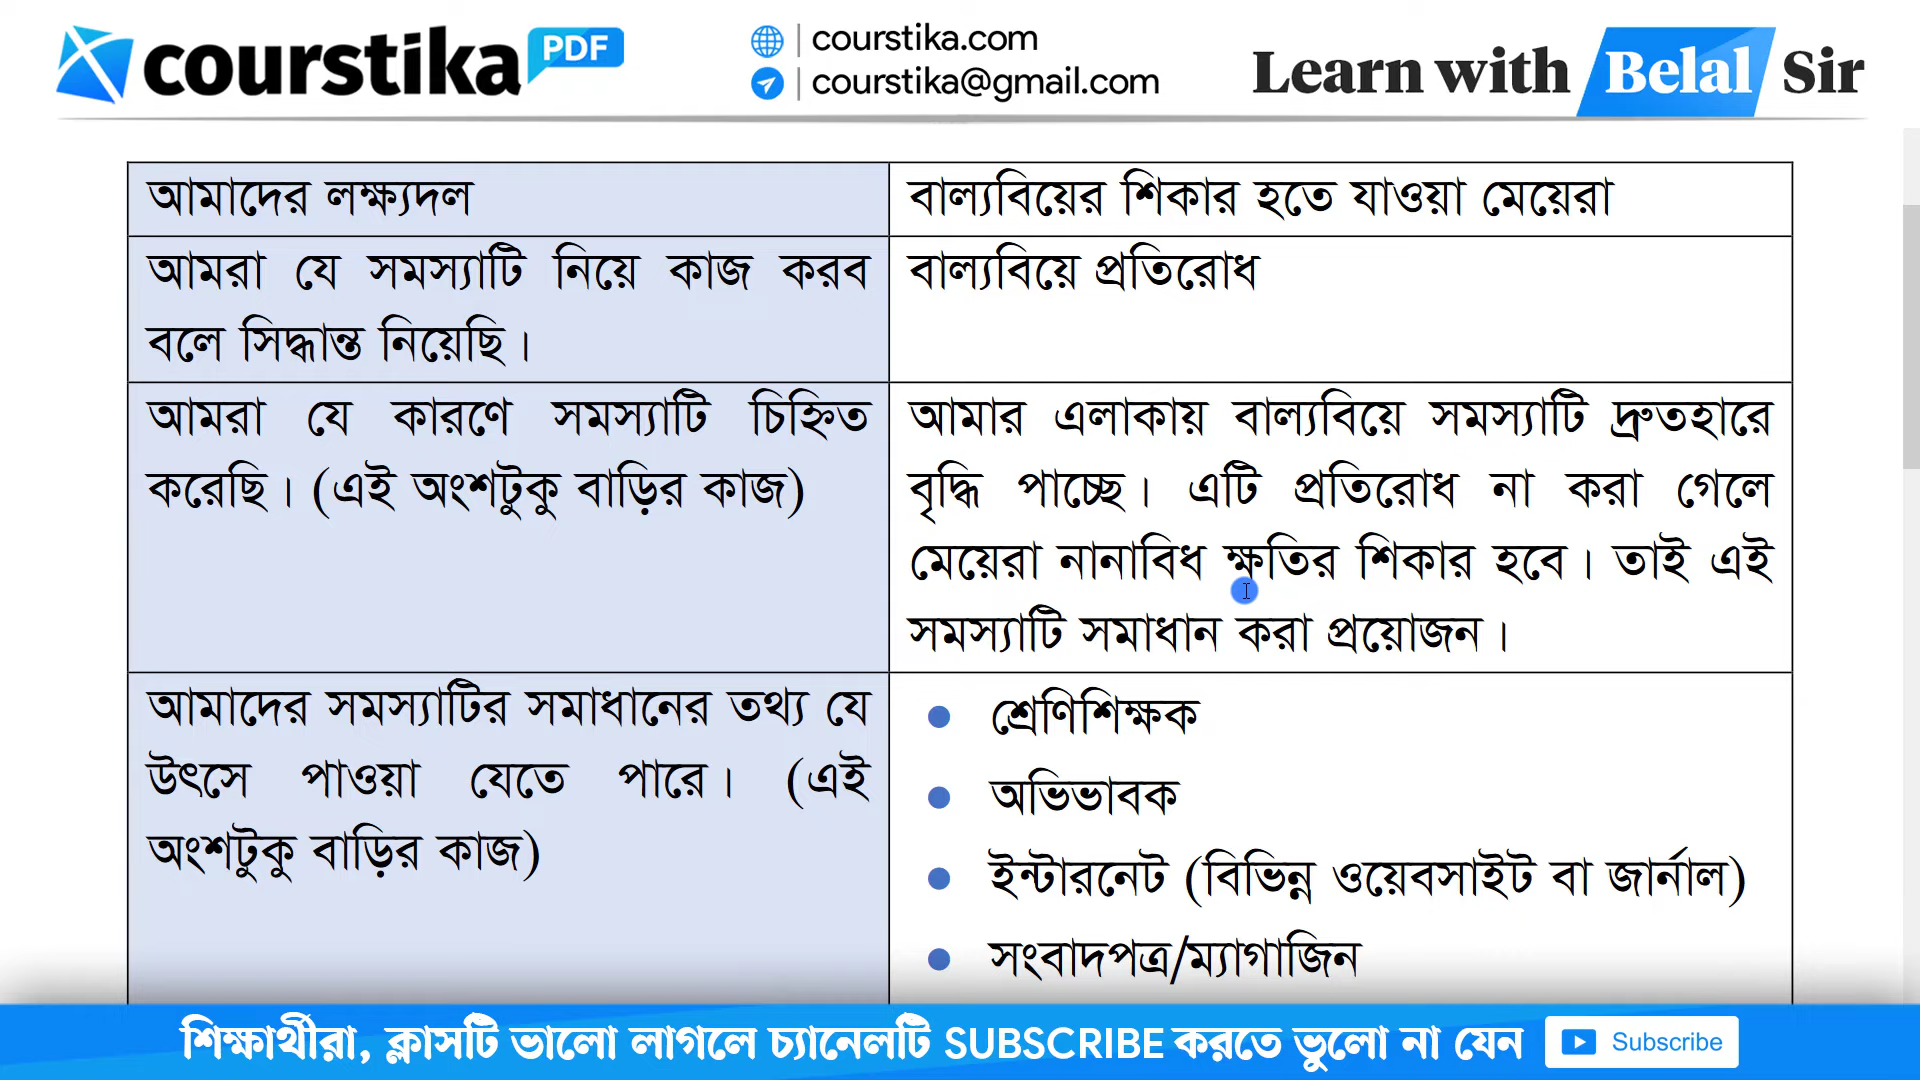 courstika PDF
courstika.com
courstika@gmail.com
Learn with Belal Sir
আমাদের লক্ষ্যদল
বাল্যবিয়ের শিকার হতে যাওয়া মেয়েরা
আমরা যে সমস্যাটি নিয়ে কাজ করব
বলে সিদ্ধান্ত নিয়েছি।
বাল্যবিয়ে প্রতিরোধ
আমরা যে কারণে সমস্যাটি চিহ্নিত
করেছি। (এই অংশটুকু বাড়ির কাজ)
আমার এলাকায় বাল্যবিয়ে সমস্যাটি দ্রুতহারে
বৃদ্ধি পাচ্ছে। এটি প্রতিরোধ না করা গেলে
মেয়েরা নানাবিধ ক্ষতির শিকার হবে। তাই এই
সমস্যাটি সমাধান করা প্রয়োজন।
আমাদের সমস্যাটির সমাধানের তথ্য যে
উৎসে পাওয়া যেতে পারে। (এই
অংশটুকু বাড়ির কাজ)
• শ্রেণিশিক্ষক
• অভিভাবক
• ইন্টারনেট (বিভিন্ন ওয়েবসাইট বা জার্নাল)
• সংবাদপত্র/ম্যাগাজিন
শিক্ষার্থীরা, ক্লাসটি ভালো লাগলে চ্যানেলটি SUBSCRIBE করতে ভুলো না যেন
Subscribe